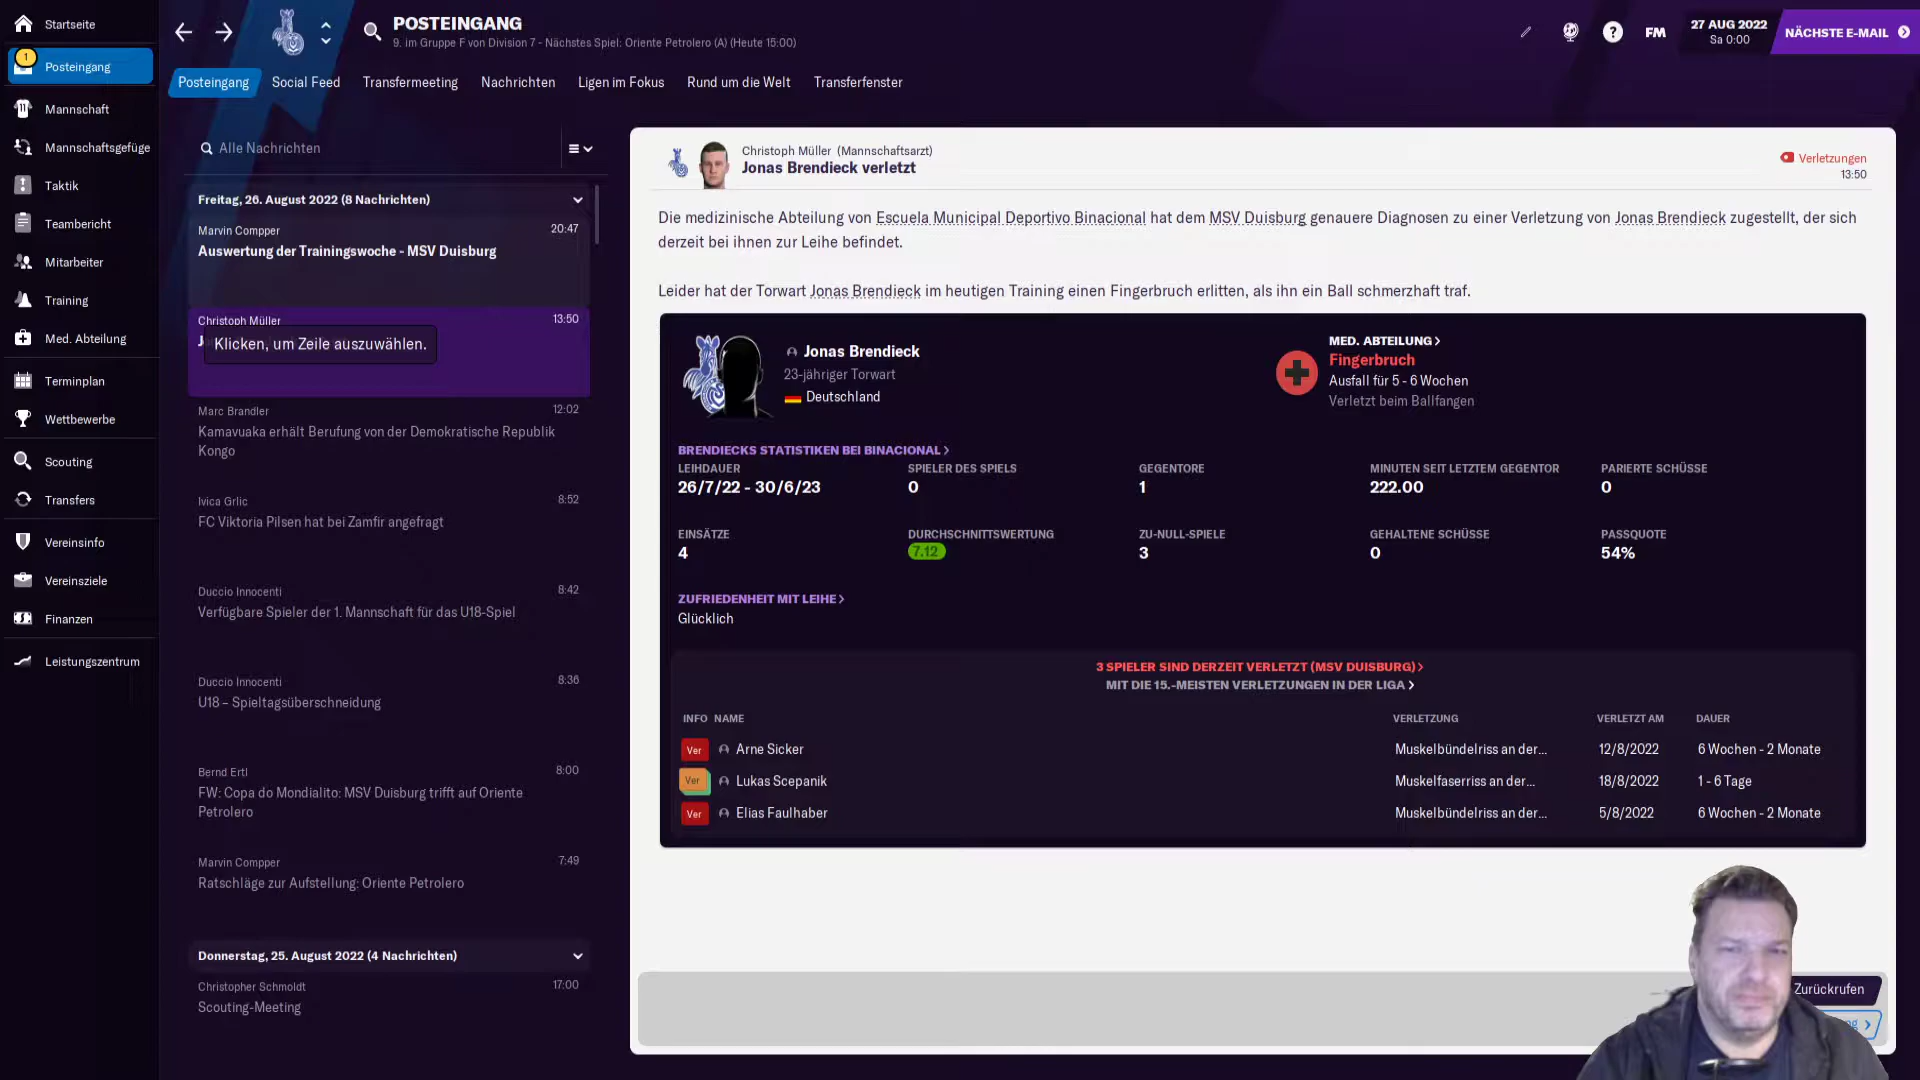 Startseite
1
Posteingang
Mannschaft
Mannschaftsgefüge
Taktik
Teambericht
Mitarbeiter
Training
Med. Abteilung
Terminplan
Wettbewerbe
Scouting
Transfers
Vereinsinfo
Vereinsziele
Finanzen
Leistungszentrum
POSTEINGANG
9. im Gruppe F von Division 7 - Nächstes Spiel: Oriente Petrolero (A) (Heute 15:00)
FM
27 AUG 2022
Sa 0:00
NÄCHSTE E-MAIL
Posteingang Social Feed Transfermeeting Nachrichten Ligen im Fokus Rund um die Welt Transferfenster
Alle Nachrichten
Freitag, 26. August 2022 (8 Nachrichten)
Marvin Compper 20:47
Auswertung der Trainingswoche - MSV Duisburg
Christoph Müller 13:50
Klicken, um Zeile auszuwählen.
Marc Brandler 12:02
Kamavuaka erhält Berufung von der Demokratische Republik
Kongo
Ivica Grlic 8:52
FC Viktoria Pilsen hat bei Zamfir angefragt
Duccio Innocenti 8:42
Verfügbare Spieler der 1. Mannschaft für das U18-Spiel
Duccio Innocenti 8:36
U18 – Spieltagsüberschneidung
Bernd Ertl 8:00
FW: Copa do Mondialito: MSV Duisburg trifft auf Oriente
Petrolero
Marvin Compper 7:49
Ratschläge zur Aufstellung: Oriente Petrolero
Donnerstag, 25. August 2022 (4 Nachrichten)
Christopher Schmoldt 17:00
Scouting-Meeting
Christoph Müller (Mannschaftsarzt)
Jonas Brendieck verletzt
Verletzungen
13:50
Die medizinische Abteilung von Escuela Municipal Deportivo Binacional hat dem MSV Duisburg genauere Diagnosen zu einer Verletzung von Jonas Brendieck zugestellt, der sich
derzeit bei ihnen zur Leihe befindet.
Leider hat der Torwart Jonas Brendieck im heutigen Training einen Fingerbruch erlitten, als ihn ein Ball schmerzhaft traf.
Jonas Brendieck
23-jähriger Torwart
Deutschland
MED. ABTEILUNG
Fingerbruch
Ausfall für 5 - 6 Wochen
Verletzt beim Ballfangen
BRENDIECKS STATISTIKEN BEI BINACIONAL
LEIHDAUER SPIELER DES SPIELS GEGENTORE MINUTEN SEIT LETZTEM GEGENTOR PARIERTE SCHÜSSE
26/7/22 - 30/6/23 0 1 222.00 0
EINSÄTZE DURCHSCHNITTSWERTUNG ZU-NULL-SPIELE GEHALTENE SCHÜSSE PASSQUOTE
4 7.12 3 0 54%
ZUFRIEDENHEIT MIT LEIHE
Glücklich
3 SPIELER SIND DERZEIT VERLETZT (MSV DUISBURG)
MIT DIE 15.-MEISTEN VERLETZUNGEN IN DER LIGA
INFO NAME VERLETZUNG VERLETZT AM DAUER
Ver Arne Sicker Muskelbündelriss an der... 12/8/2022 6 Wochen - 2 Monate
Ver Lukas Scepanik Muskelfaserriss an der... 18/8/2022 1 - 6 Tage
Ver Elias Faulhaber Muskelbündelriss an der... 5/8/2022 6 Wochen - 2 Monate
Zurückrufen